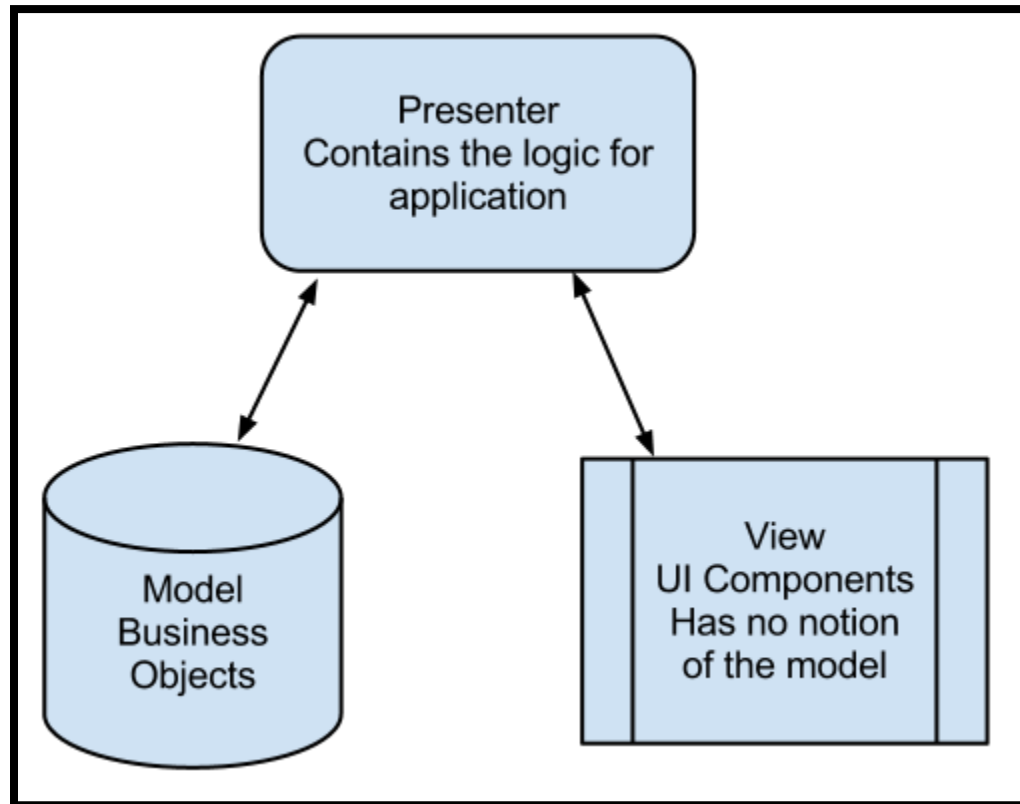 Presenter
Contains the logic for
application
Model
Business
Objects
View
UI Components
Has no notion
of the model